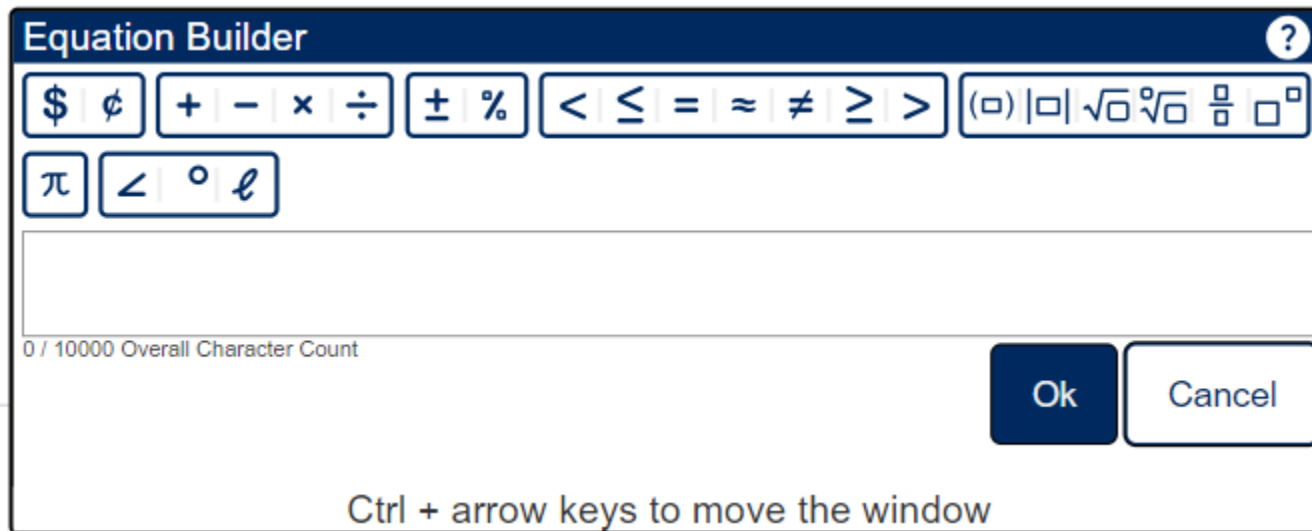 Equation Builder ?
$ ¢ + − × ÷ ± % < ≤ = ≈ ≠ ≥ > (□) |□| √□ ∛□ □/□ □^□
π ∠ ° ℓ
0 / 10000 Overall Character Count
Ok Cancel
Ctrl + arrow keys to move the window